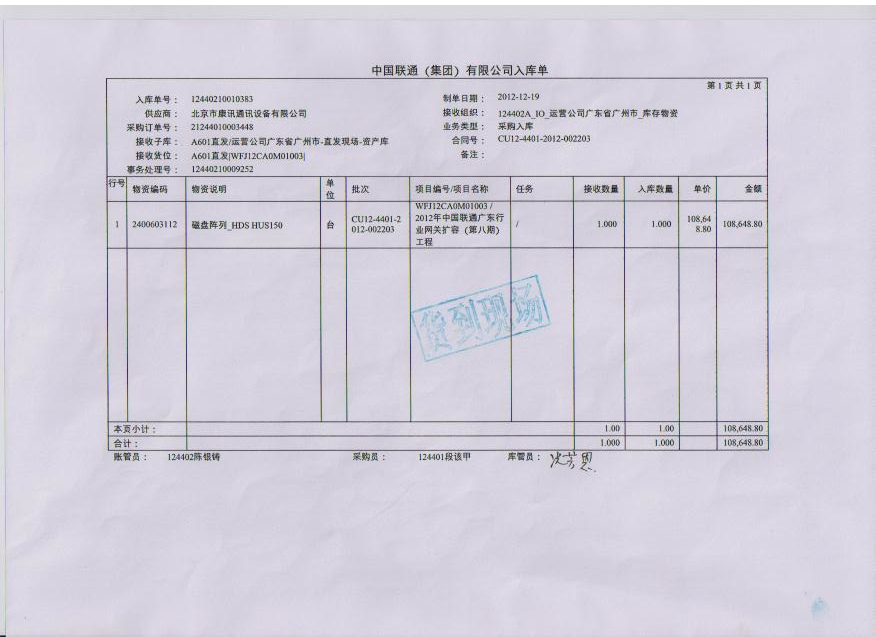 中国联通（集团）有限公司入库单
第 1 页 共 1 页
入库单号： 12440210010383 制单日期： 2012-12-19
供应商： 北京市康讯通讯设备有限公司 接收组织： 124402A_IO_运营公司广东省广州市_库存物资
采购订单号： 21244010003448 业务类型： 采购入库
接收子库： A601直发/运营公司广东省广州市-直发现场-资产库 合同号： CU12-4401-2012-002203
接收货位： A601直发|WFJ12CA0M01003| 备注：
事务处理号： 12440210009252
行号 物资编码 物资说明 单位 批次 项目编号/项目名称 任务 接收数量 入库数量 单价 金额
1 2400603112 磁盘阵列_HDS HUS150 台 CU12-4401-2012-002203 WFJ12CA0M01003 / 2012年中国联通广东行业网关扩容（第八期）工程 / 1.000 1.000 108,648.80 108,648.80
货到现场
本页小计： 1.00 1.00 108,648.80
合计： 1.000 1.000 108,648.80
账管员： 124402陈银铸 采购员： 124401段该甲 库管员：